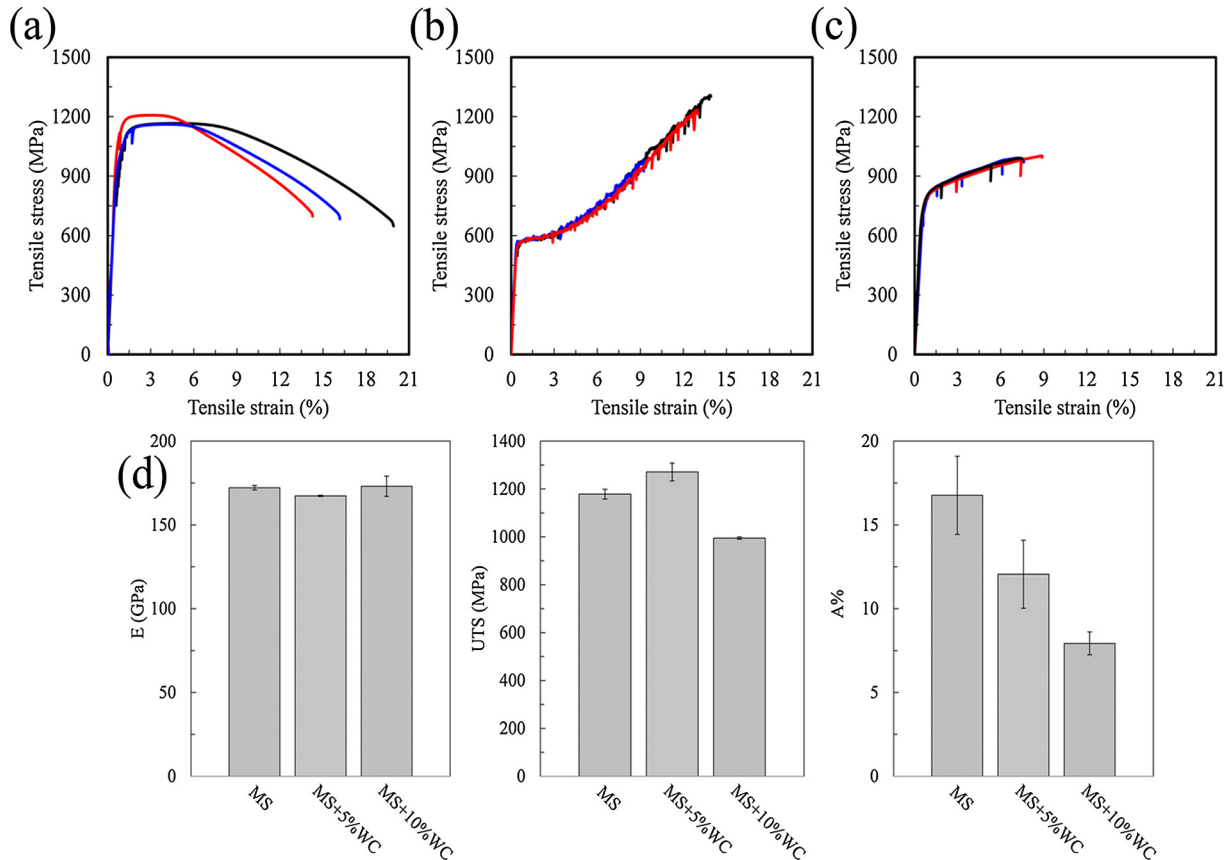 (a) (b) (c)
1500 1500 1500
1200 1200 1200
900 900 900
600 600 600
300 300 300
0 0 0
Tensile stress (MPa) Tensile stress (MPa) Tensile stress (MPa)
0 3 6 9 12 15 18 21 0 3 6 9 12 15 18 21 0 3 6 9 12 15 18 21
Tensile strain (%) Tensile strain (%) Tensile strain (%)
(d)
200
150
100
50
0
E (GPa)
MS MS+5%WC MS+10%WC
1400
1200
1000
800
600
400
200
0
UTS (MPa)
MS MS+5%WC MS+10%WC
20
15
10
5
0
A%
MS MS+5%WC MS+10%WC